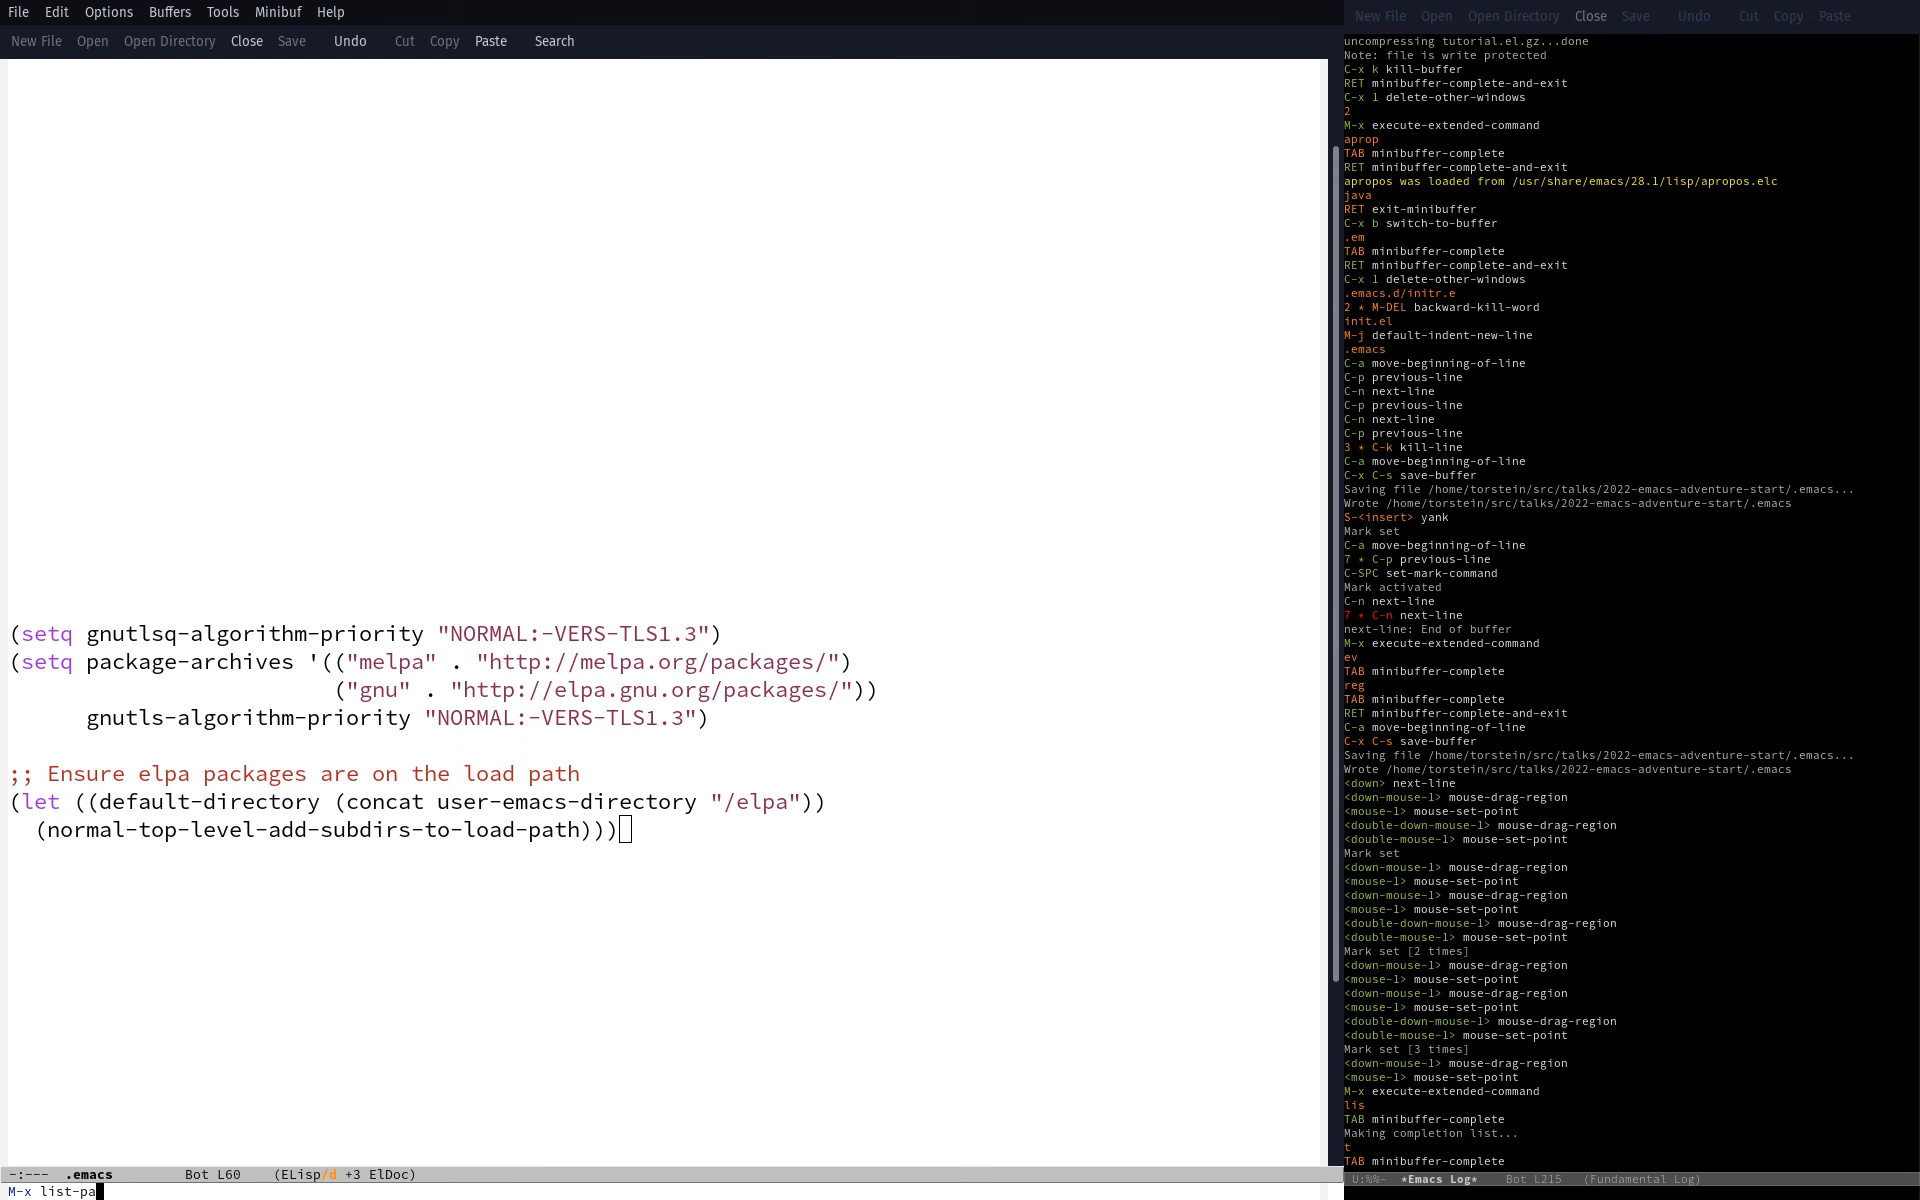 File Edit Options Buffers Tools Minibuf Help
New File Open Open Directory Close Save Undo Cut Copy Paste Search
(setq gnutlsq-algorithm-priority "NORMAL:-VERS-TLS1.3")
(setq package-archives '(("melpa" . "http://melpa.org/packages/")
("gnu" . "http://elpa.gnu.org/packages/"))
gnutls-algorithm-priority "NORMAL:-VERS-TLS1.3")
;; Ensure elpa packages are on the load path
(let ((default-directory (concat user-emacs-directory "/elpa"))
(normal-top-level-add-subdirs-to-load-path)))
-:--- .emacs Bot L60 (ELisp/d +3 ElDoc)
M-x list-pa
New File Open Open Directory Close Save Undo Cut Copy Paste
uncompressing tutorial.el.gz...done
Note: file is write protected
C-x k kill-buffer
RET minibuffer-complete-and-exit
C-x 1 delete-other-windows
2
M-x execute-extended-command
aprop
TAB minibuffer-complete
RET minibuffer-complete-and-exit
apropos was loaded from /usr/share/emacs/28.1/lisp/apropos.elc
java
RET exit-minibuffer
C-x b switch-to-buffer
.em
TAB minibuffer-complete
RET minibuffer-complete-and-exit
C-x 1 delete-other-windows
.emacs.d/initr.e
2 * M-DEL backward-kill-word
init.el
M-j default-indent-new-line
.emacs
C-a move-beginning-of-line
C-p previous-line
C-n next-line
C-p previous-line
C-n next-line
C-p previous-line
3 * C-k kill-line
C-a move-beginning-of-line
C-x C-s save-buffer
Saving file /home/torstein/src/talks/2022-emacs-adventure-start/.emacs...
Wrote /home/torstein/src/talks/2022-emacs-adventure-start/.emacs
S-<insert> yank
Mark set
C-a move-beginning-of-line
7 * C-p previous-line
C-SPC set-mark-command
Mark activated
C-n next-line
7 * C-n next-line
next-line: End of buffer
M-x execute-extended-command
ev
TAB minibuffer-complete
reg
TAB minibuffer-complete
RET minibuffer-complete-and-exit
C-a move-beginning-of-line
C-x C-s save-buffer
Saving file /home/torstein/src/talks/2022-emacs-adventure-start/.emacs...
Wrote /home/torstein/src/talks/2022-emacs-adventure-start/.emacs
<down> next-line
<down-mouse-1> mouse-drag-region
<mouse-1> mouse-set-point
<double-down-mouse-1> mouse-drag-region
<double-mouse-1> mouse-set-point
Mark set
<down-mouse-1> mouse-drag-region
<mouse-1> mouse-set-point
<down-mouse-1> mouse-drag-region
<mouse-1> mouse-set-point
<double-down-mouse-1> mouse-drag-region
<double-mouse-1> mouse-set-point
Mark set [2 times]
<down-mouse-1> mouse-drag-region
<mouse-1> mouse-set-point
<down-mouse-1> mouse-drag-region
<mouse-1> mouse-set-point
<double-down-mouse-1> mouse-drag-region
<double-mouse-1> mouse-set-point
Mark set [3 times]
<down-mouse-1> mouse-drag-region
<mouse-1> mouse-set-point
M-x execute-extended-command
lis
TAB minibuffer-complete
Making completion list...
t
TAB minibuffer-complete
U:%%- *Emacs Log* Bot L215 (Fundamental Log)